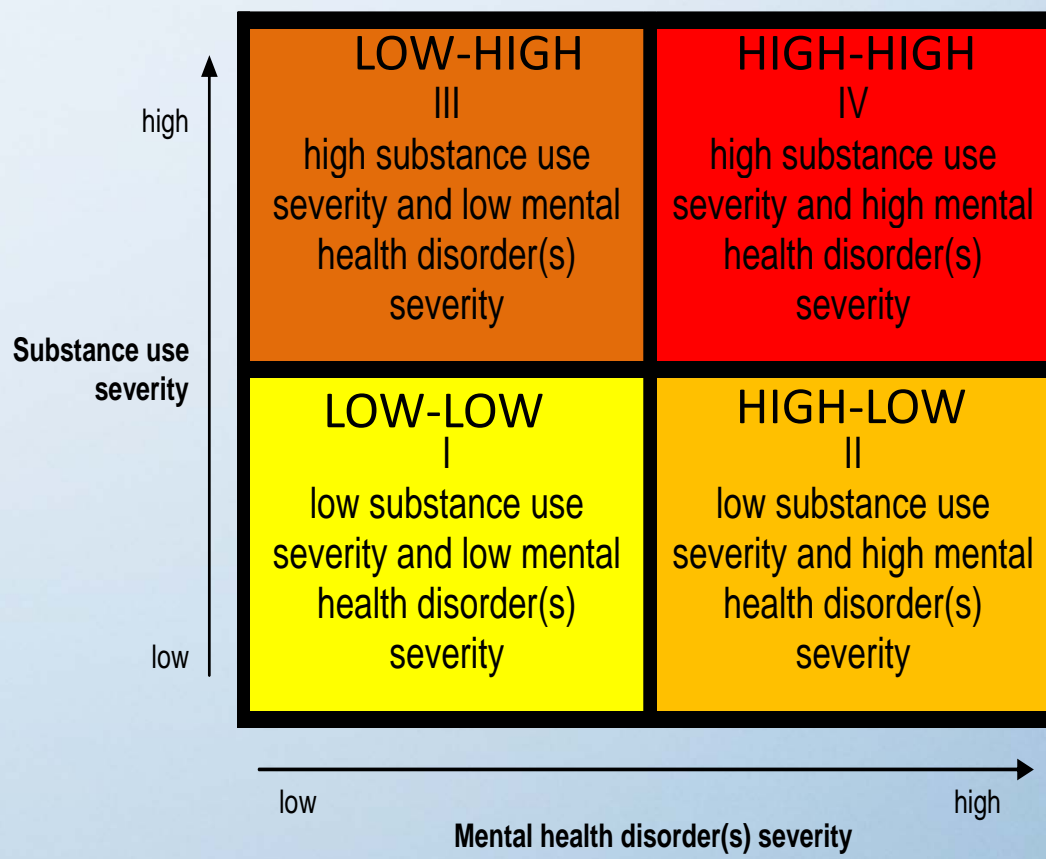 high
Substance use
severity
low
LOW-HIGH
III
high substance use
severity and low mental
health disorder(s)
severity
HIGH-HIGH
IV
high substance use
severity and high mental
health disorder(s)
severity
LOW-LOW
I
low substance use
severity and low mental
health disorder(s)
severity
HIGH-LOW
II
low substance use
severity and high mental
health disorder(s)
severity
low
high
Mental health disorder(s) severity